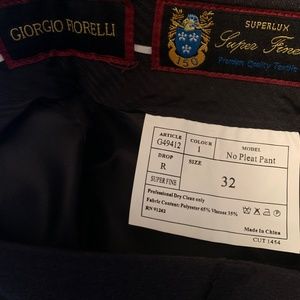 GIORGIO FIORELLI
SUPERLUX
Super Fine
150'
Premium Quality Textile
ARTICLE COLOUR MODEL
G49412 1 No Pleat Pant
DROP SIZE
R 32
SUPER FINE
Professional Dry Clean only
Fabric Content: Polyester 65% Viscose 35%
RN 91263
Made In China
CUT 1454